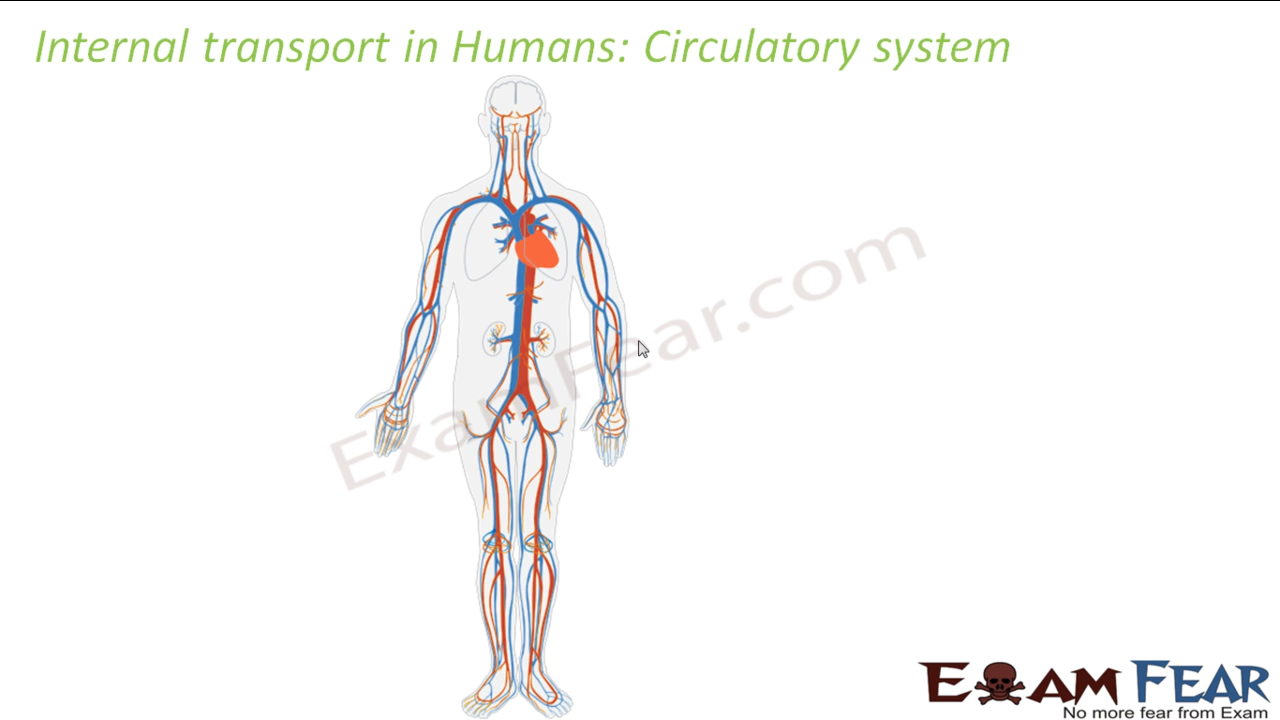 Internal transport in Humans: Circulatory system
ExamFear.com
EXAM FEAR
No more fear from Exam